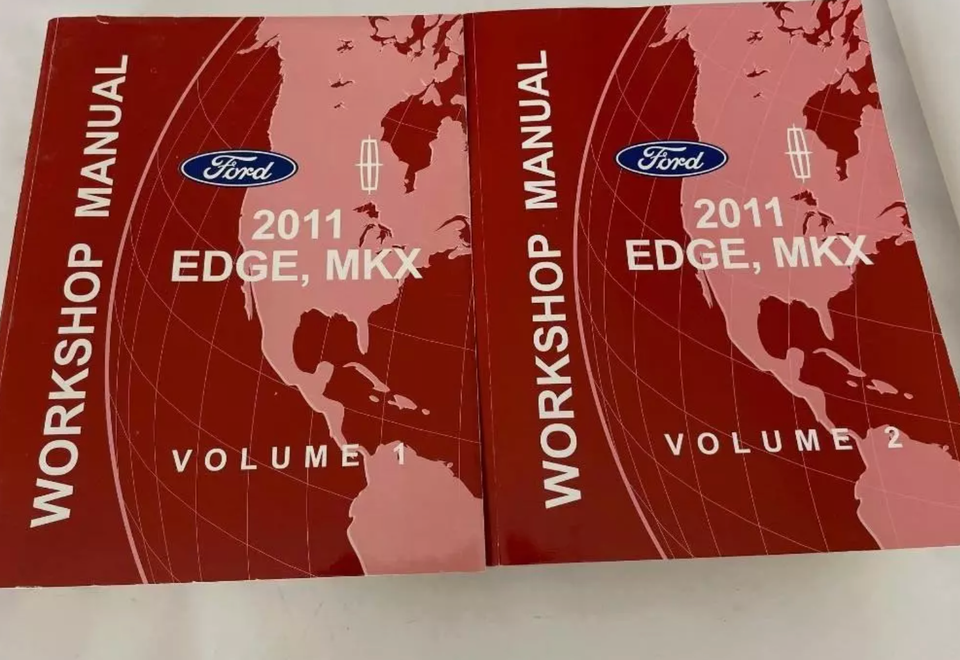 WORKSHOP MANUAL
Ford
2011
EDGE, MKX
VOLUME 1
WORKSHOP MANUAL
Ford
2011
EDGE, MKX
VOLUME 2